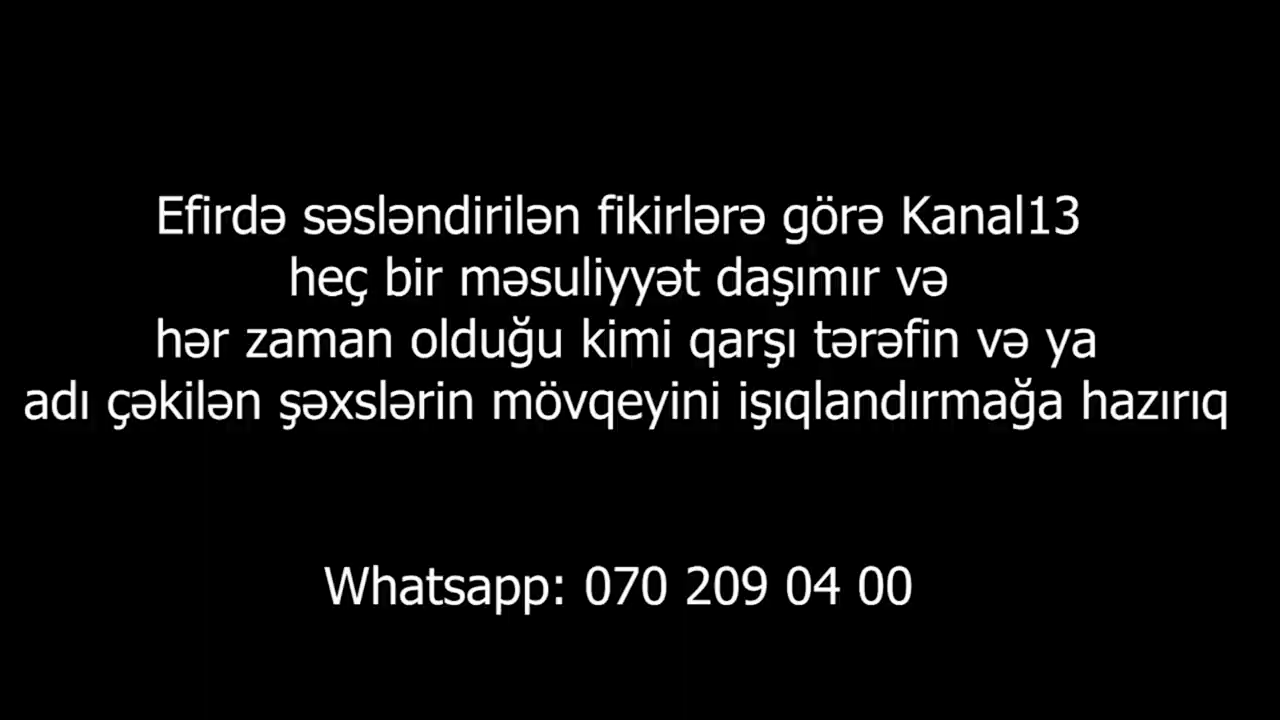 Efirdə səsləndirilən fikirlərə görə Kanal13
heç bir məsuliyyət daşımır və
hər zaman olduğu kimi qarşı tərəfin və ya
adı çəkilən şəxslərin mövqeyini işıqlandırmağa hazırıq
Whatsapp: 070 209 04 00